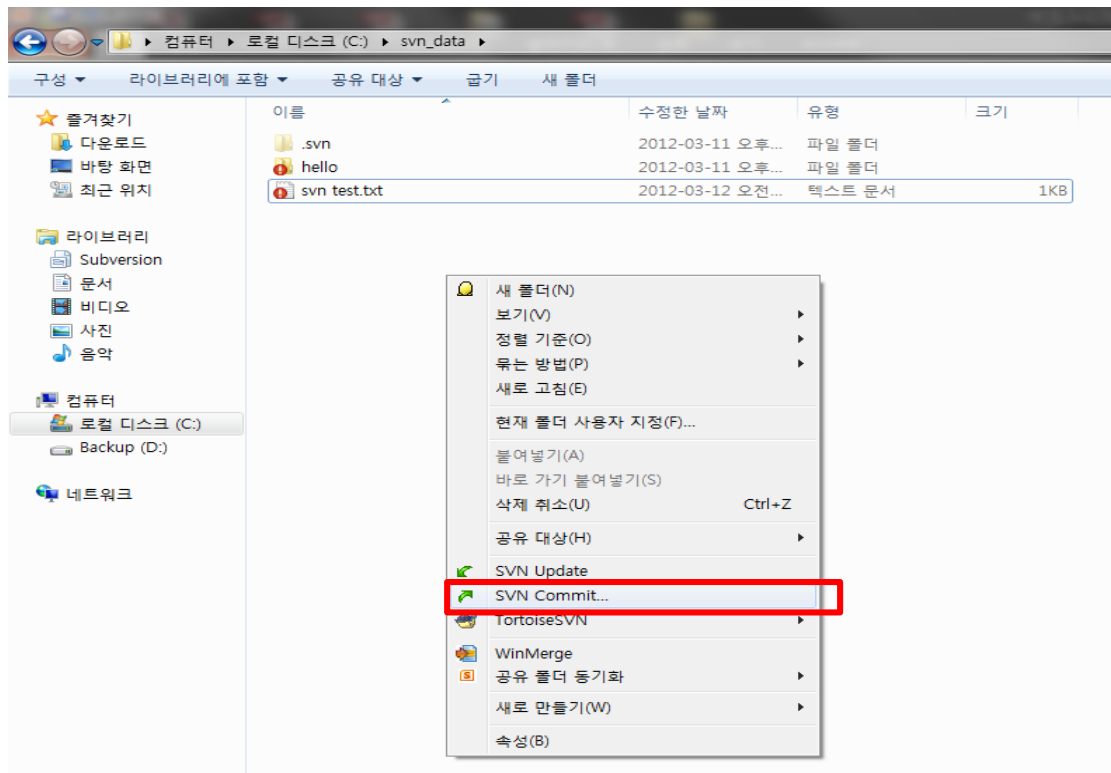 컴퓨터 ▸ 로컬 디스크 (C:) ▸ svn_data ▸
구성 ▼ 라이브러리에 포함 ▼ 공유 대상 ▼ 굽기 새 폴더
이름 수정한 날짜 유형 크기
.svn 2012-03-11 오후... 파일 폴더
hello 2012-03-11 오후... 파일 폴더
svn test.txt 2012-03-12 오전... 텍스트 문서 1KB
즐겨찾기
다운로드
바탕 화면
최근 위치
라이브러리
Subversion
문서
비디오
사진
음악
컴퓨터
로컬 디스크 (C:)
Backup (D:)
네트워크
새 폴더(N)
보기(V)
정렬 기준(O)
묶는 방법(P)
새로 고침(E)
현재 폴더 사용자 지정(F)...
붙여넣기(A)
바로 가기 붙여넣기(S)
삭제 취소(U) Ctrl+Z
공유 대상(H)
SVN Update
SVN Commit...
TortoiseSVN
WinMerge
공유 폴더 동기화
새로 만들기(W)
속성(B)